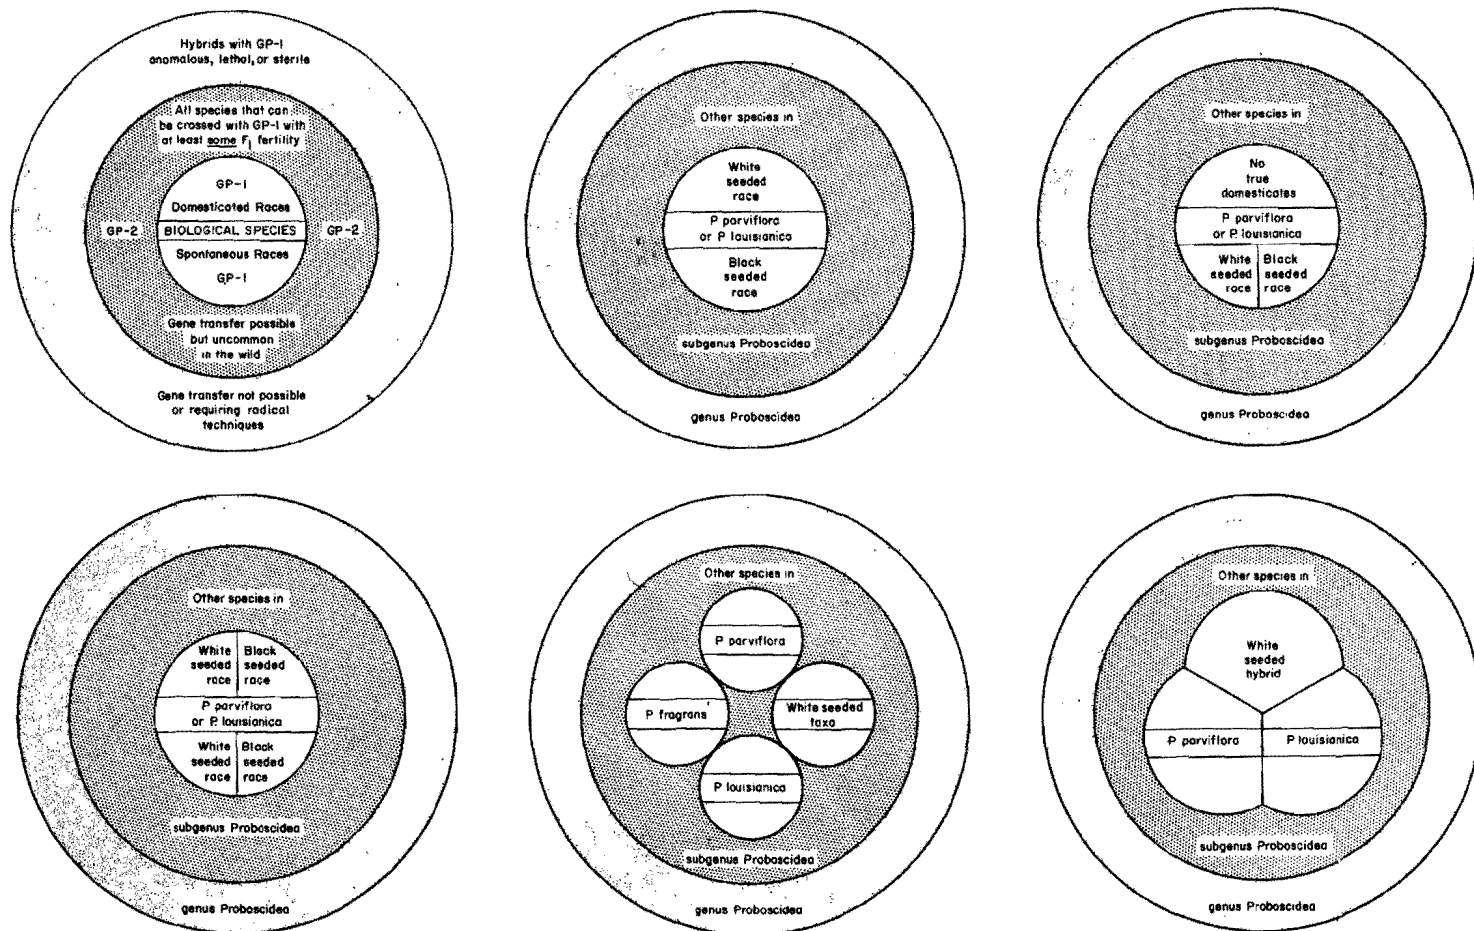 Hybrids with GP-1
anomalous, lethal, or sterile
All species that can
be crossed with GP-1 with
at least some F1 fertility
GP-1
Domesticated Races
GP-2
BIOLOGICAL SPECIES
GP-2
Spontaneous Races
GP-1
Gene transfer possible
but uncommon
in the wild
Gene transfer not possible
or requiring radical
techniques
Other species in
White
seeded
race
P parviflora
or P louisianica
Black
seeded
race
subgenus Proboscidea
genus Proboscidea
Other species in
No
true
domesticates
P parviflora
or P. louisianica
White
seeded
race
Black
seeded
race
subgenus Proboscidea
genus Proboscidea
Other species in
White
seeded
race
Black
seeded
race
P parviflora
or P. louisianica
White
seeded
race
Black
seeded
race
subgenus Proboscidea
genus Proboscidea
Other species in
P parviflora
P fragrans
White seeded
taxa
P louisianica
subgenus Proboscidea
genus Proboscidea
Other species in
White
seeded
hybrid
P parviflora
P louisianica
subgenus Proboscidea
genus Proboscidea